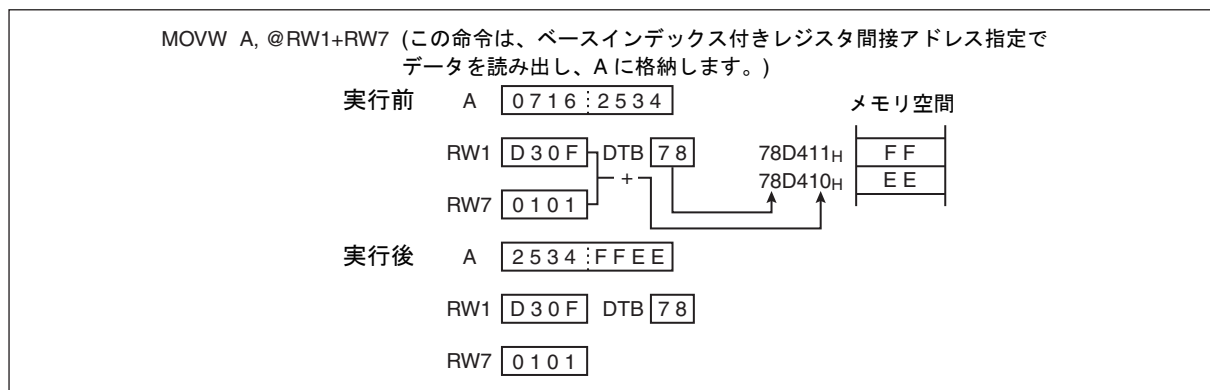 MOVW A, @RW1+RW7 (この命令は、ベースインデックス付きレジスタ間接アドレス指定で
データを読み出し、A に格納します。)
実行前 A 0716 2534 メモリ空間
RW1 D30F DTB 78 78D411H FF
+ 78D410H EE
RW7 0101
実行後 A 2534 FFEE
RW1 D30F DTB 78
RW7 0101